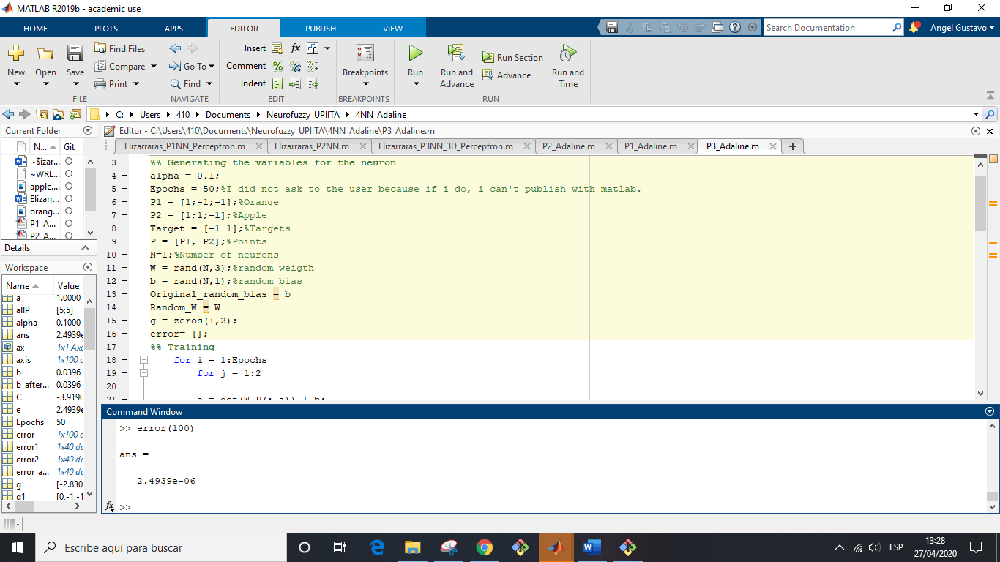 MATLAB R2019b - academic use
HOME PLOTS APPS EDITOR PUBLISH VIEW
Search Documentation
Angel Gustavo
New Open Save
Find Files
Compare
Print
FILE
Go To
Find
NAVIGATE
Insert fx
Comment % %
Indent
EDIT
Breakpoints
BREAKPOINTS
Run
Run and Advance
Run Section
Advance
Run and Time
RUN
C: Users 410 Documents Neurofuzzy_UPIITA 4NN_Adaline
Current Folder
N... Git
~$izar...
~WRL...
apple....
Elizarr...
orang...
P1_A...
P2_A...
Details
Workspace
Name Value
a 1.0000
allP [5;5]
alpha 0.1000
ans 2.4939e
ax 1x1 Axe
axis 1x100 d
b 0.0396
b_after... 0.0396
C -3.9190
e 2.4939e
Epochs 50
error 1x100 d
error1 1x40 dc
error2 1x40 dc
error_a... 1x40 dc
g [-2.830
g1 [0,-1,-1
Editor - C:\Users\410\Documents\Neurofuzzy_UPIITA\4NN_Adaline\P3_Adaline.m
Elizarraras_P1NN_Perceptron.m Elizarraras_P2NN.m Elizarraras_P3NN_3D_Perceptron.m P2_Adaline.m P1_Adaline.m P3_Adaline.m +
3 %% Generating the variables for the neuron
4 – alpha = 0.1;
5 – Epochs = 50;%I did not ask to the user because if i do, i can't publish with matlab.
6 – P1 = [1;-1;-1];%Orange
7 – P2 = [1;1;-1];%Apple
8 – Target = [-1 1];%Targets
9 – P = [P1, P2];%Points
10 – N=1;%Number of neurons
11 – W = rand(N,3);%random weigth
12 – b = rand(N,1);%random bias
13 – Original_random_bias = b
14 – Random_W = W
15 – g = zeros(1,2);
16 – error= [];
17 %% Training
18 – for i = 1:Epochs
19 – for j = 1:2
20
21 – a = dot(W,P(:,j)) + b;
Command Window
>> error(100)
ans =
2.4939e-06
fx >>
Escribe aquí para buscar
ESP
13:28
27/04/2020